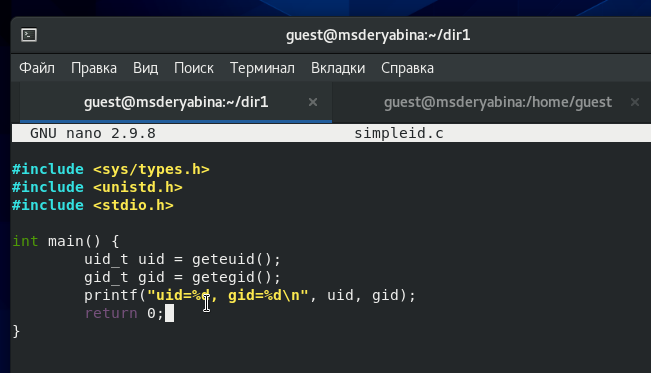 guest@msderyabina:~/dir1
Файл Правка Вид Поиск Терминал Вкладки Справка
guest@msderyabina:~/dir1 × guest@msderyabina:/home/guest ×
GNU nano 2.9.8 simpleid.c
#include <sys/types.h>
#include <unistd.h>
#include <stdio.h>
int main() {
uid_t uid = geteuid();
gid_t gid = getegid();
printf("uid=%d, gid=%d\n", uid, gid);
return 0;
}